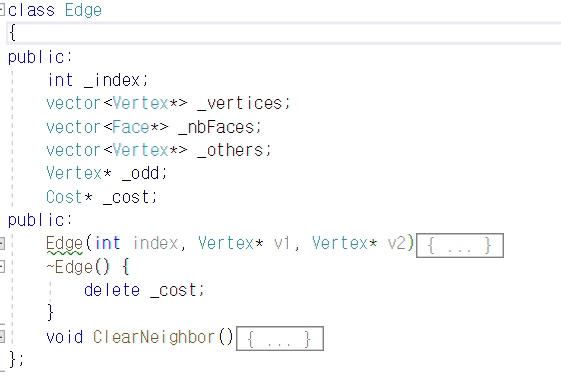 class Edge
{
public:
int _index;
vector<Vertex*> _vertices;
vector<Face*> _nbFaces;
vector<Vertex*> _others;
Vertex* _odd;
Cost* _cost;
public:
Edge(int index, Vertex* v1, Vertex* v2){ ... }
~Edge() {
delete _cost;
}
void ClearNeighbor(){ ... }
};